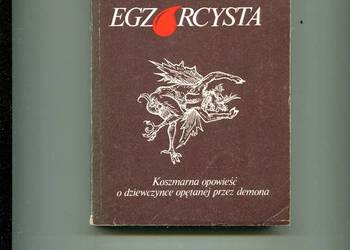 EGZORCYSTA
Koszmarna opowieść
o dziewczynce opętanej przez demona